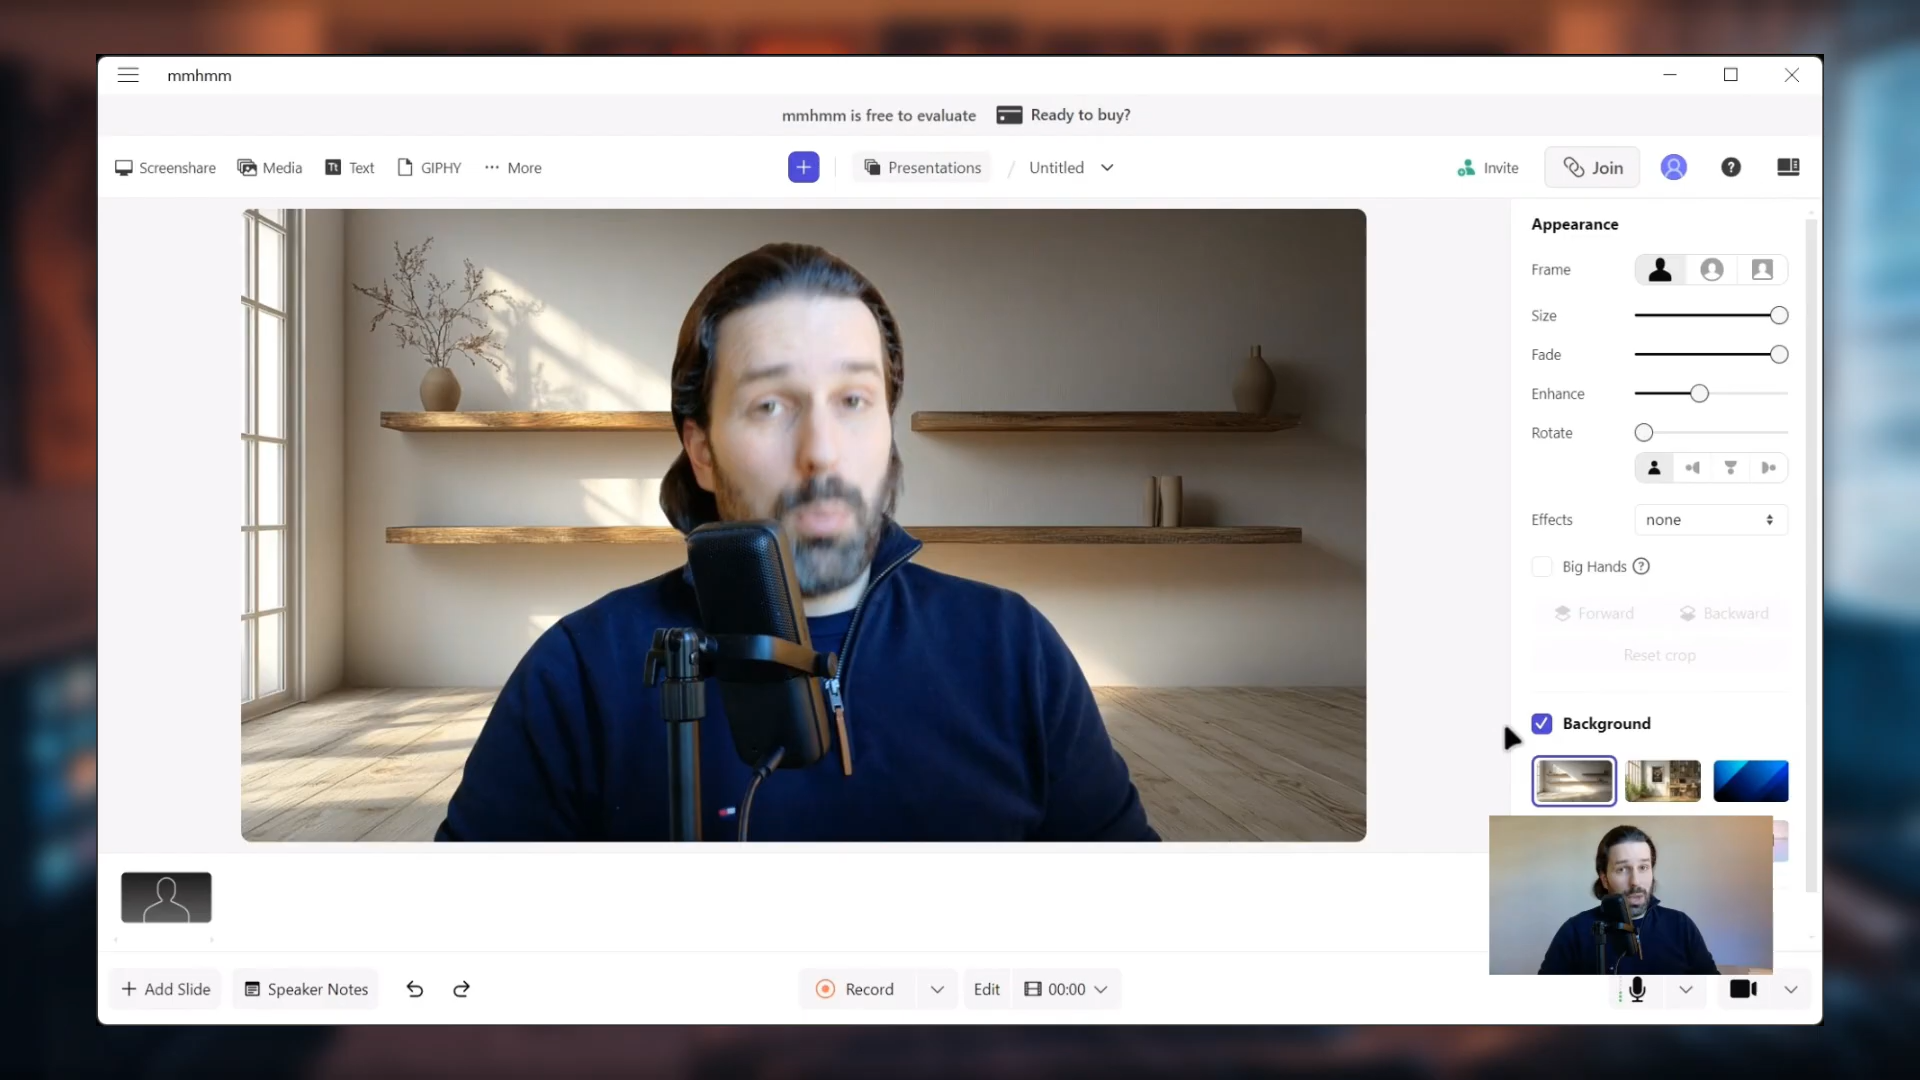 mmhmm
mmhmm is free to evaluate Ready to buy?
Screenshare Media Tt Text GIPHY ··· More Presentations / Untitled Invite Join ?
Appearance
Frame
Size
Fade
Enhance
Rotate
Effects none
Big Hands ?
Forward Backward
Reset crop
Background
+ Add Slide Speaker Notes Record Edit 00:00